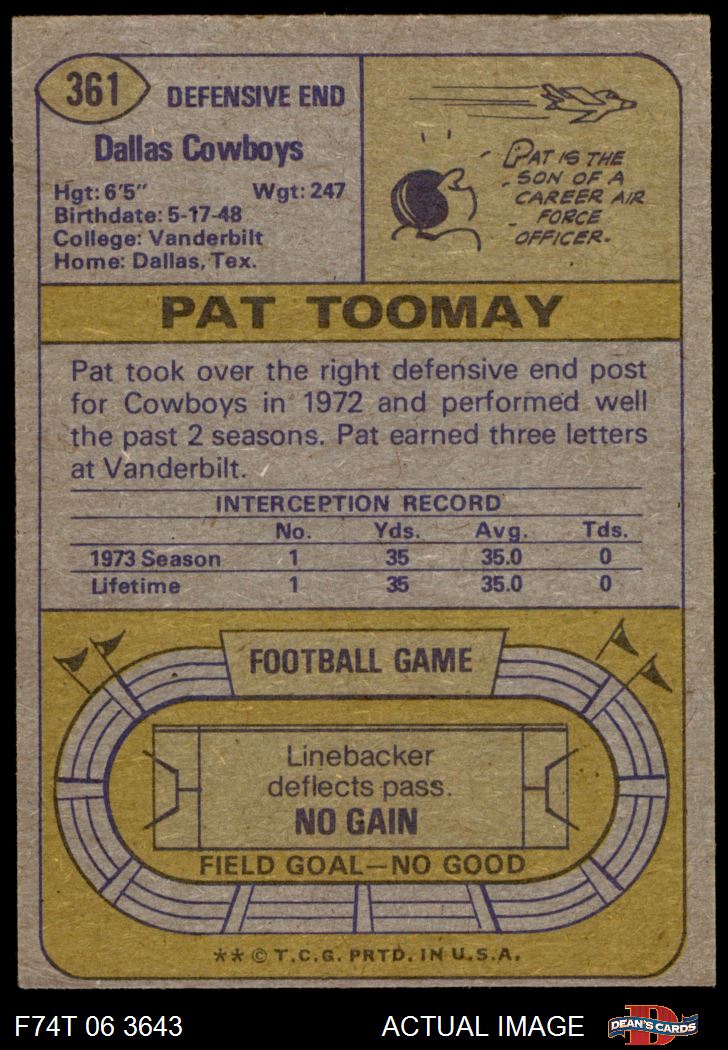 361
DEFENSIVE END
Dallas Cowboys
Hgt: 6'5" Wgt: 247
Birthdate: 5-17-48
College: Vanderbilt
Home: Dallas, Tex.
PAT IS THE
SON OF A
CAREER AIR
FORCE
OFFICER.
PAT TOOMAY
Pat took over the right defensive end post
for Cowboys in 1972 and performed well
the past 2 seasons. Pat earned three letters
at Vanderbilt.
INTERCEPTION RECORD
No. Yds. Avg. Tds.
1973 Season 1 35 35.0 0
Lifetime 1 35 35.0 0
FOOTBALL GAME
Linebacker
deflects pass.
NO GAIN
FIELD GOAL—NO GOOD
** © T.C.G. PRTD. IN U.S.A.
F74T 06 3643 ACTUAL IMAGE
D
DEAN'S CARDS